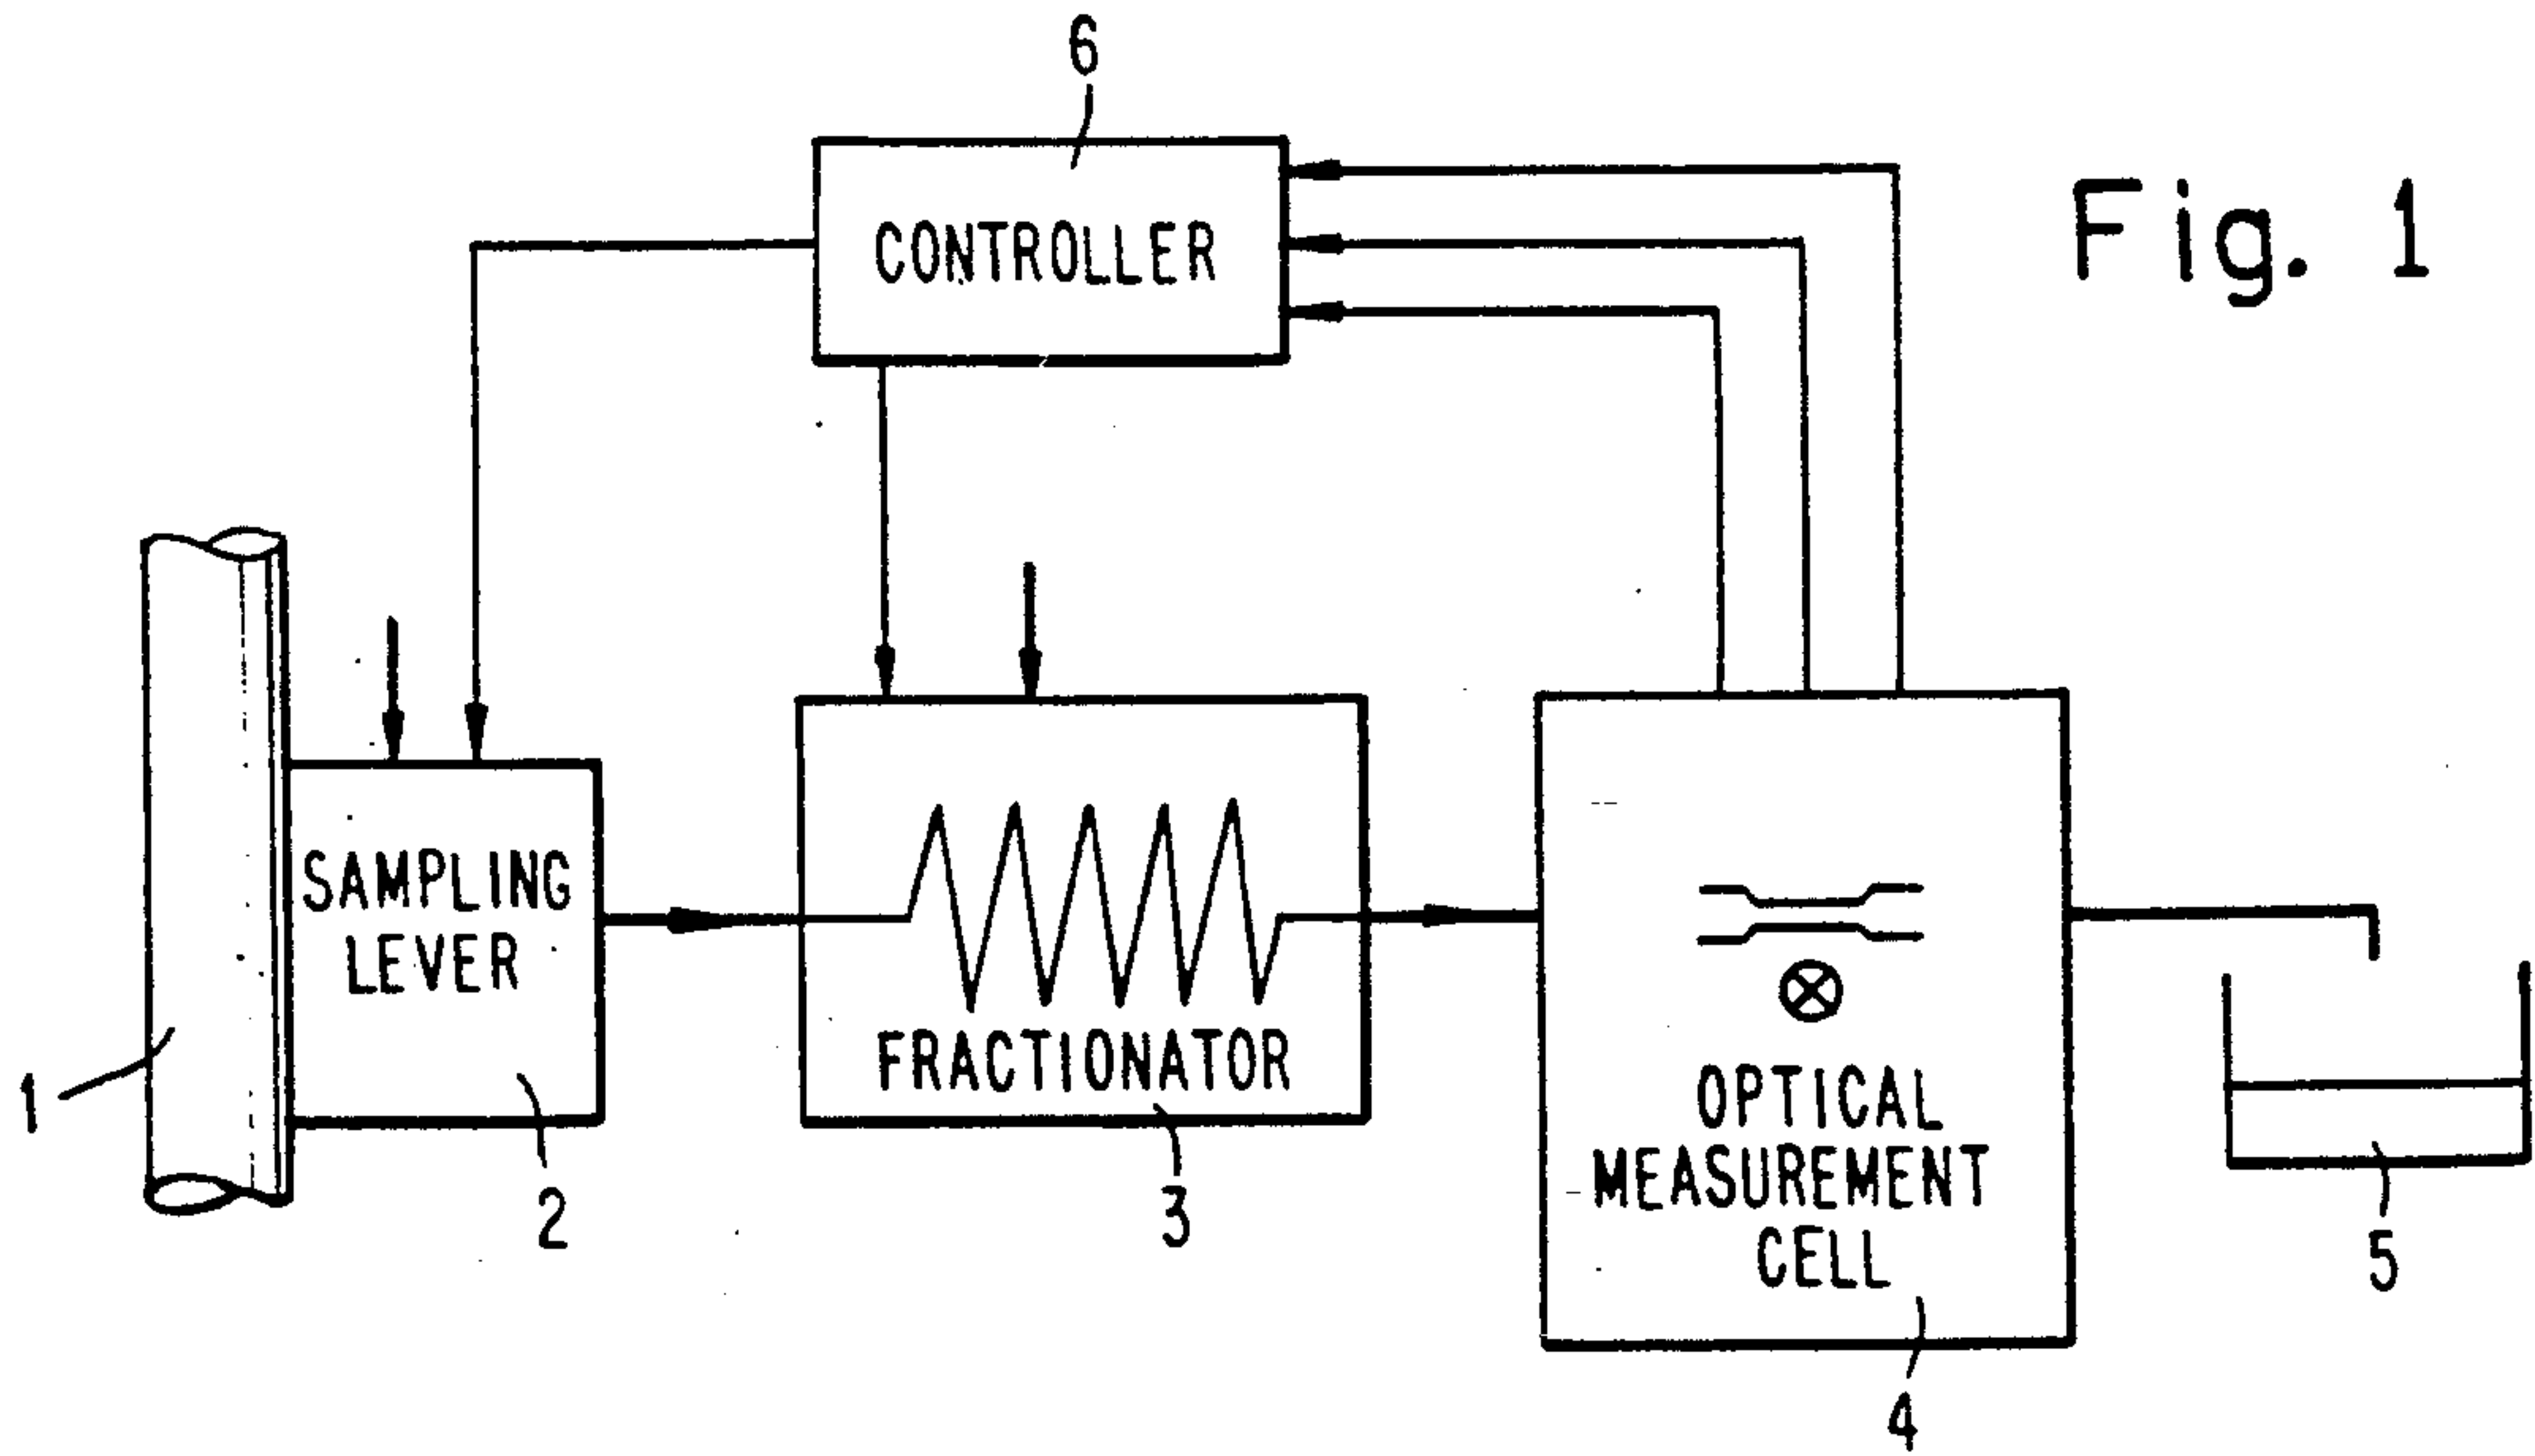 6
CONTROLLER
Fig. 1
SAMPLING
LEVER
FRACTIONATOR
OPTICAL
MEASUREMENT
CELL
1
2
3
4
5